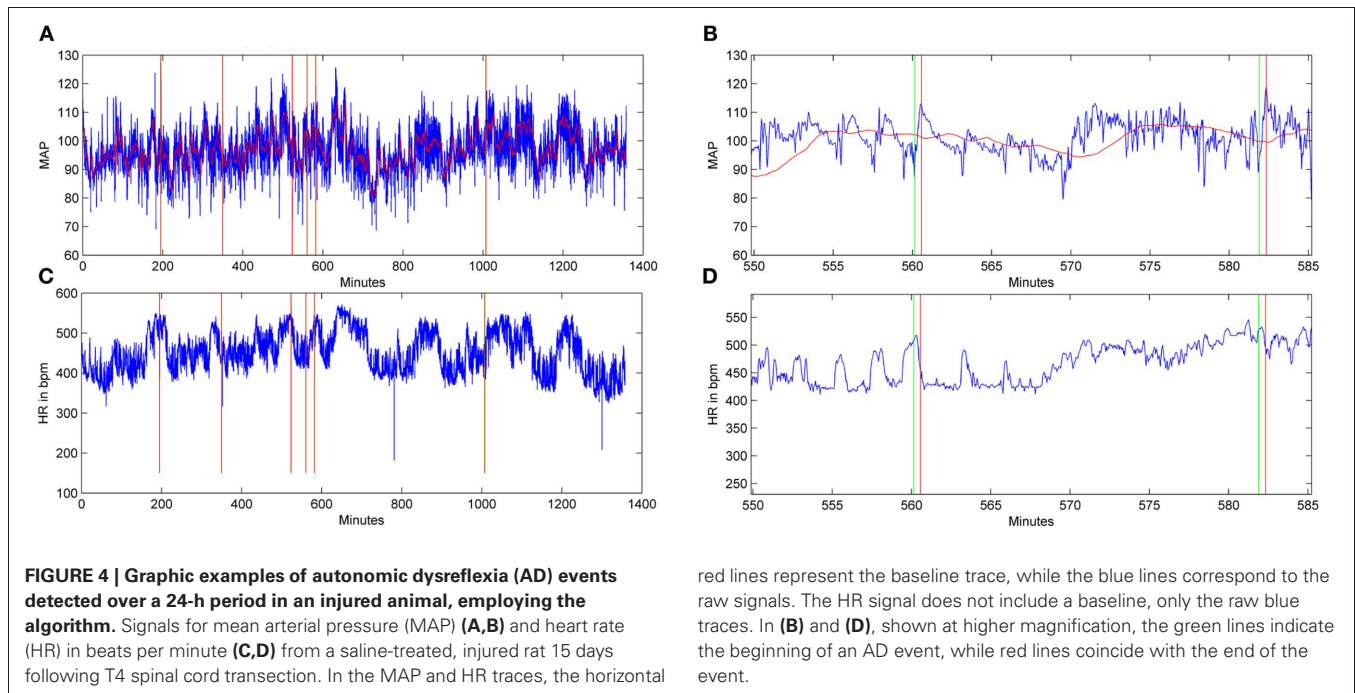 A
130
120
110
100
90
80
70
60
MAP
0 200 400 600 800 1000 1200 1400
Minutes
B
130
120
110
100
90
80
70
60
MAP
550 555 560 565 570 575 580 585
Minutes
C
600
500
400
300
200
100
HR in bpm
0 200 400 600 800 1000 1200 1400
Minutes
D
550
500
450
400
350
300
250
HR in bpm
550 555 560 565 570 575 580 585
Minutes
FIGURE 4 | Graphic examples of autonomic dysreflexia (AD) events
detected over a 24-h period in an injured animal, employing the
algorithm. Signals for mean arterial pressure (MAP) (A,B) and heart rate
(HR) in beats per minute (C,D) from a saline-treated, injured rat 15 days
following T4 spinal cord transection. In the MAP and HR traces, the horizontal
red lines represent the baseline trace, while the blue lines correspond to the
raw signals. The HR signal does not include a baseline, only the raw blue
traces. In (B) and (D), shown at higher magnification, the green lines indicate
the beginning of an AD event, while red lines coincide with the end of the
event.